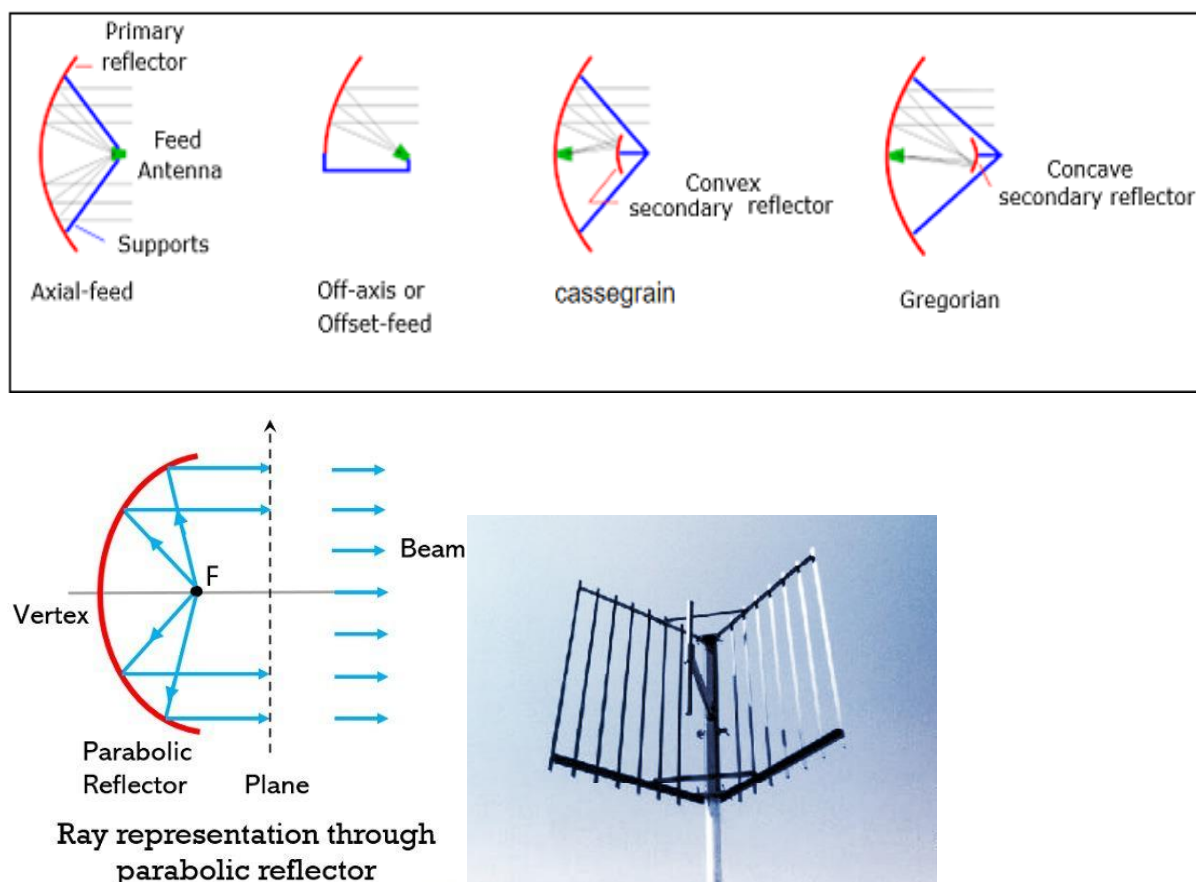 Primary
reflector
Feed
Antenna
Supports
Axial-feed
Off-axis or
Offset-feed
Convex
secondary reflector
cassegrain
Concave
secondary reflector
Gregorian
F
Vertex
Beam
Parabolic
Reflector
Plane
Ray representation through
parabolic reflector